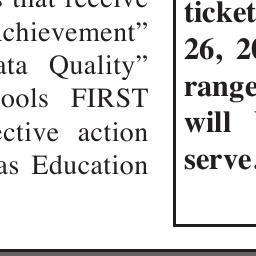 that receive
chievement”
ata Quality”
ools FIRST
ective action
as Education
ticket
26, 20
range
will
serve.